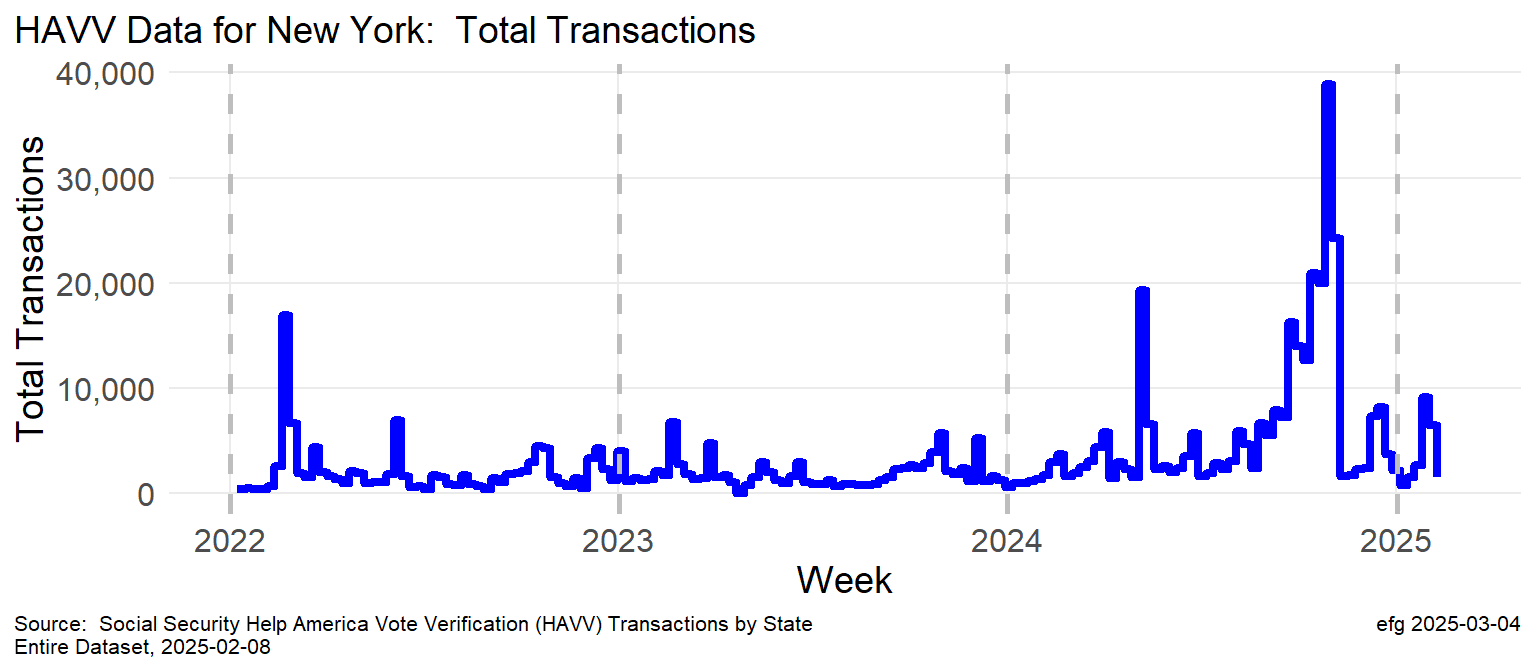 HAVV Data for New York:  Total Transactions
40,000
30,000
20,000
10,000
0
Total Transactions
2022 2023 2024 2025
Week
Source:  Social Security Help America Vote Verification (HAVV) Transactions by State
Entire Dataset, 2025-02-08
efg 2025-03-04